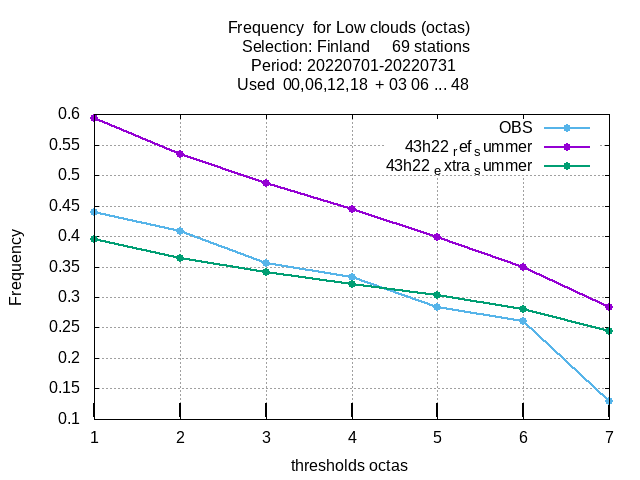 Frequency for Low clouds (octas)
Selection: Finland 69 stations
Period: 20220701-20220731
Used 00,06,12,18 + 03 06 ... 48
OBS
43h22 ref summer
43h22 extra summer
0.6
0.55
0.5
0.45
0.4
0.35
0.3
0.25
0.2
0.15
0.1
Frequency
1 2 3 4 5 6 7
thresholds octas